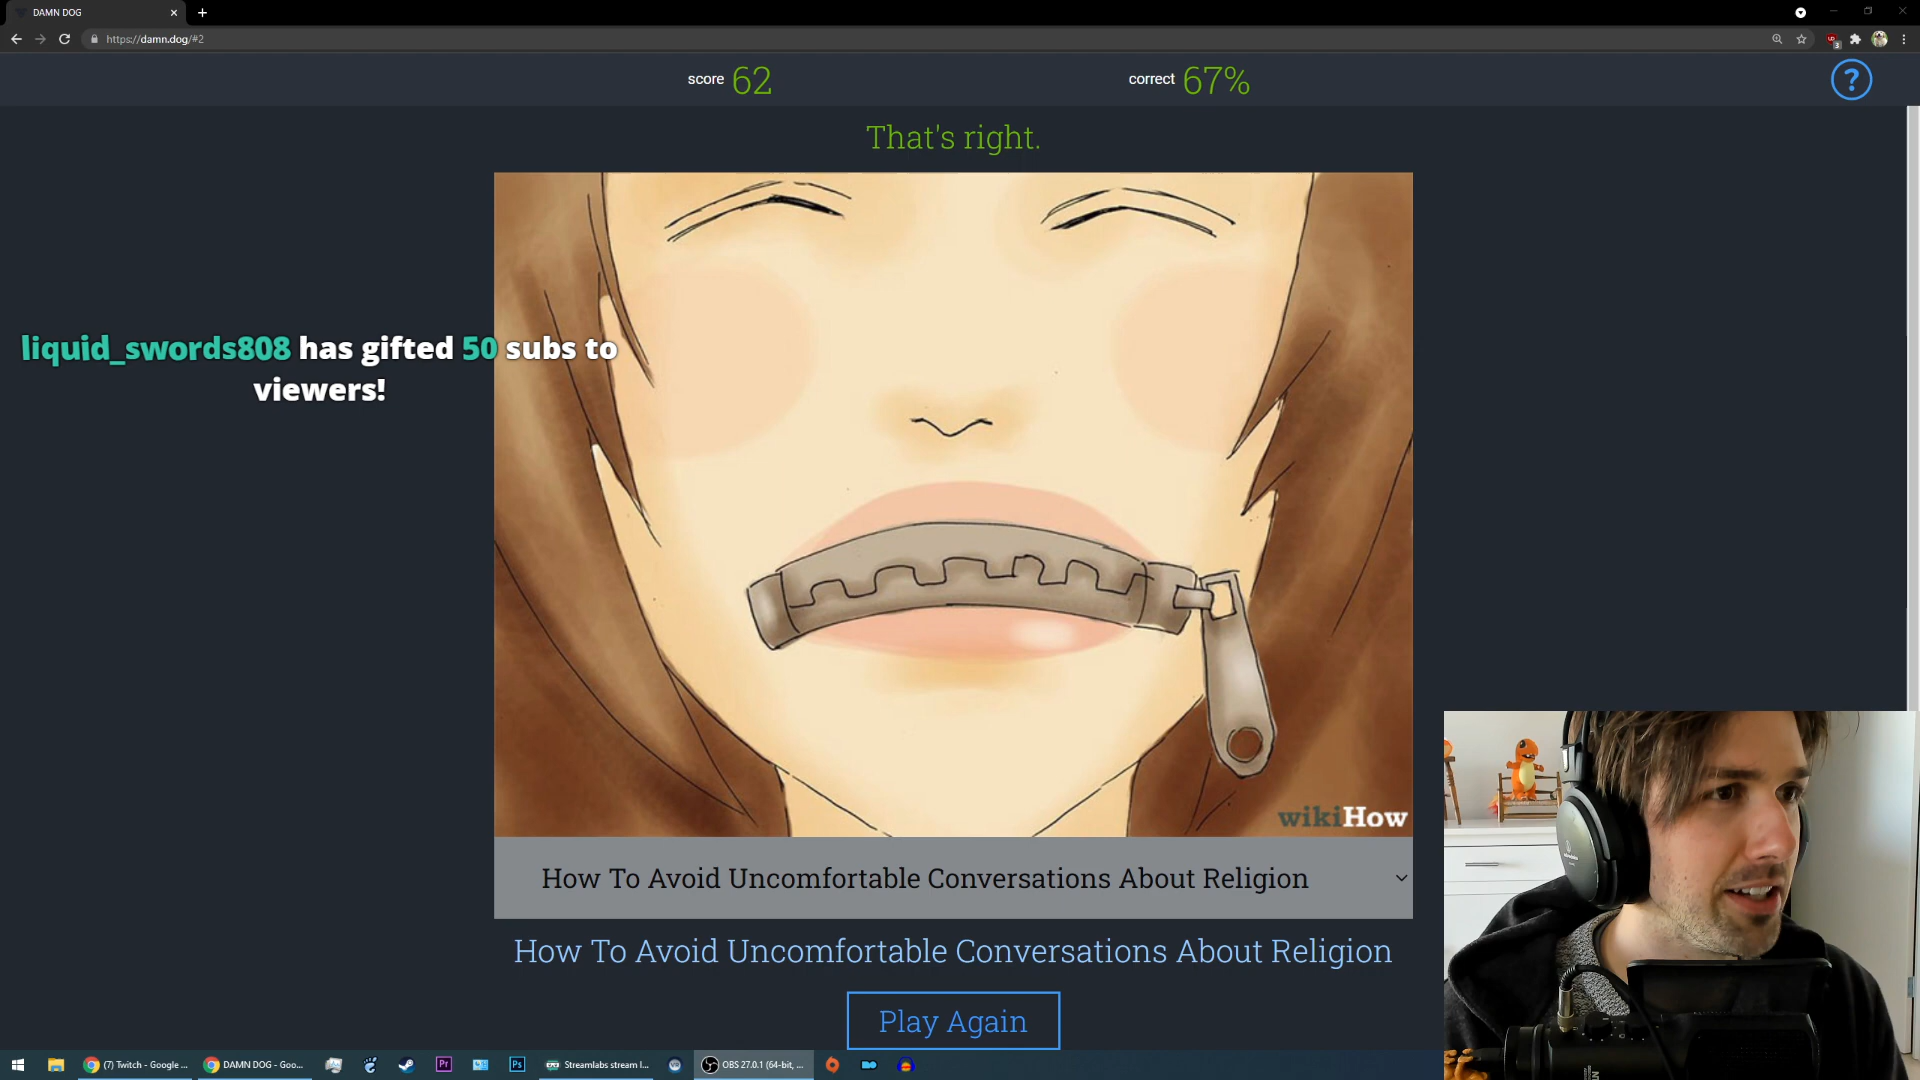 DAMN DOG
https://damn.dog/#2
score 62
correct 67%
?
That's right.
liquid_swords808 has gifted 50 subs to
viewers!
wikiHow
How To Avoid Uncomfortable Conversations About Religion
How To Avoid Uncomfortable Conversations About Religion
Play Again
(7) Twitch - Google ...
DAMN DOG - Goo...
Pr
Ps
Streamlabs stream l...
OBS 27.0.1 (64-bit, ...